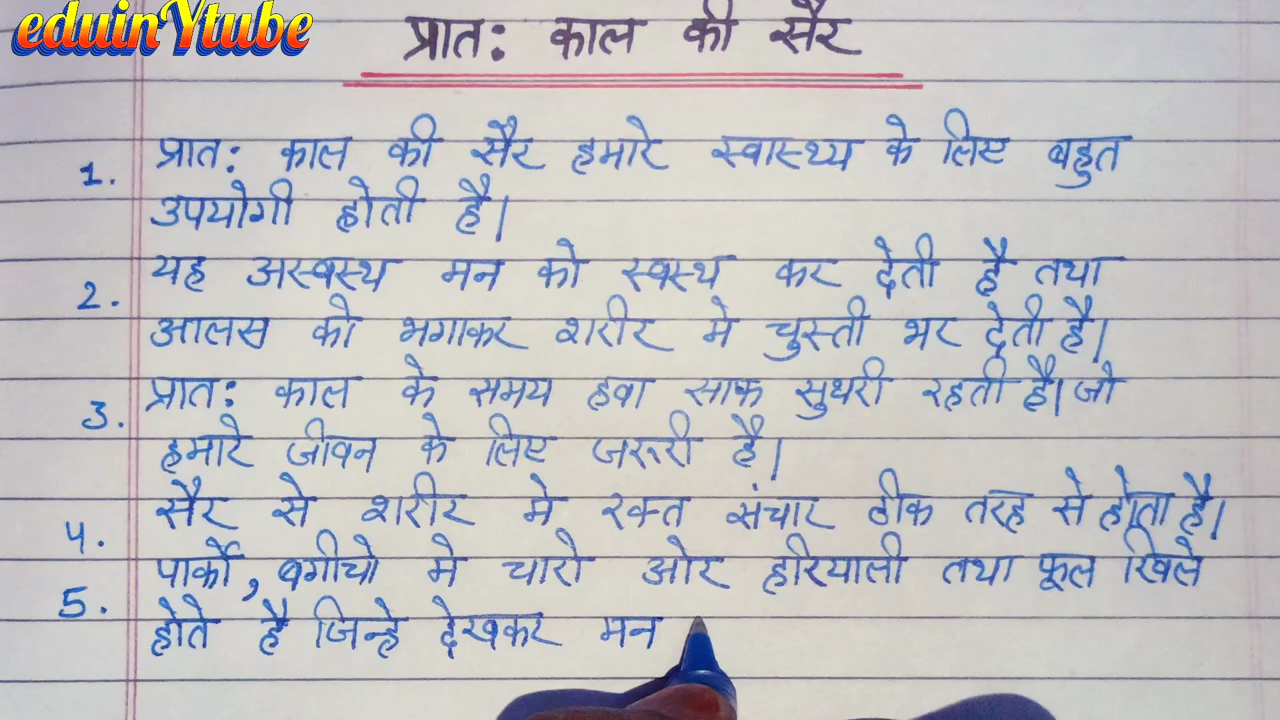 eduinYtube
प्रात: काल की सैर
1. प्रात: काल की सैर हमारे स्वास्थ्य के लिए बहुत
उपयोगी होती है।
2. यह अस्वस्थ मन को स्वस्थ कर देती है तथा
आलस को भगाकर शरीर मे चुस्ती भर देती है।
3. प्रात: काल के समय हवा साफ सुथरी रहती है। जो
हमारे जीवन के लिए जरूरी है।
4. सैर से शरीर मे रक्त संचार ठीक तरह से होता है।
5. पार्को, बगीचो मे चारो ओर हरियाली तथा फूल खिले
होते है जिन्हे देखकर मन